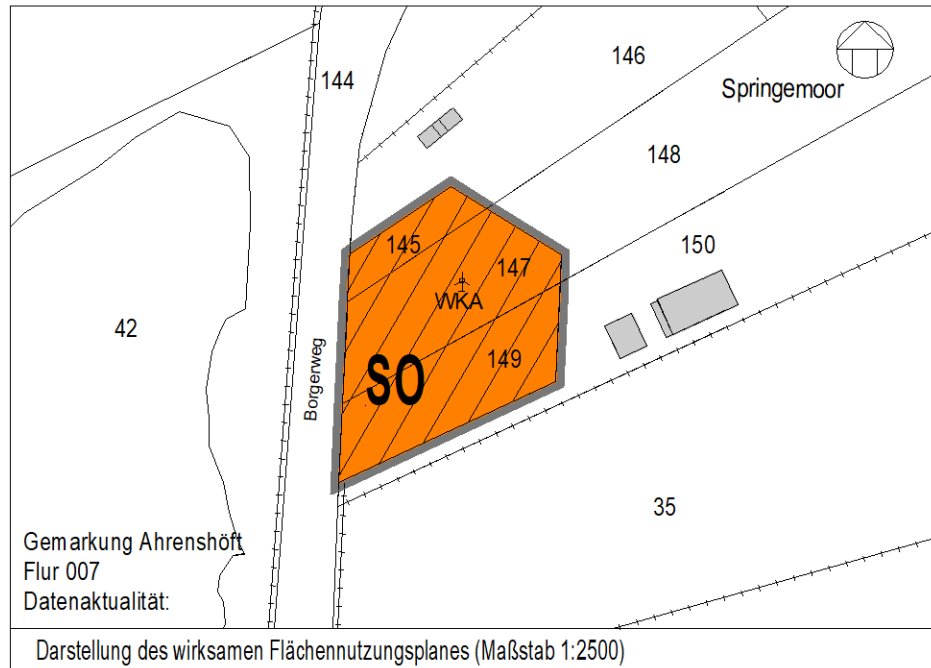 144
146
Springemoor
148
145
150
147
WKA
42
Borgerweg
149
SO
35
Gemarkung Ahrenshöft
Flur 007
Datenaktualität:
Darstellung des wirksamen Flächennutzungsplanes (Maßstab 1:2500)